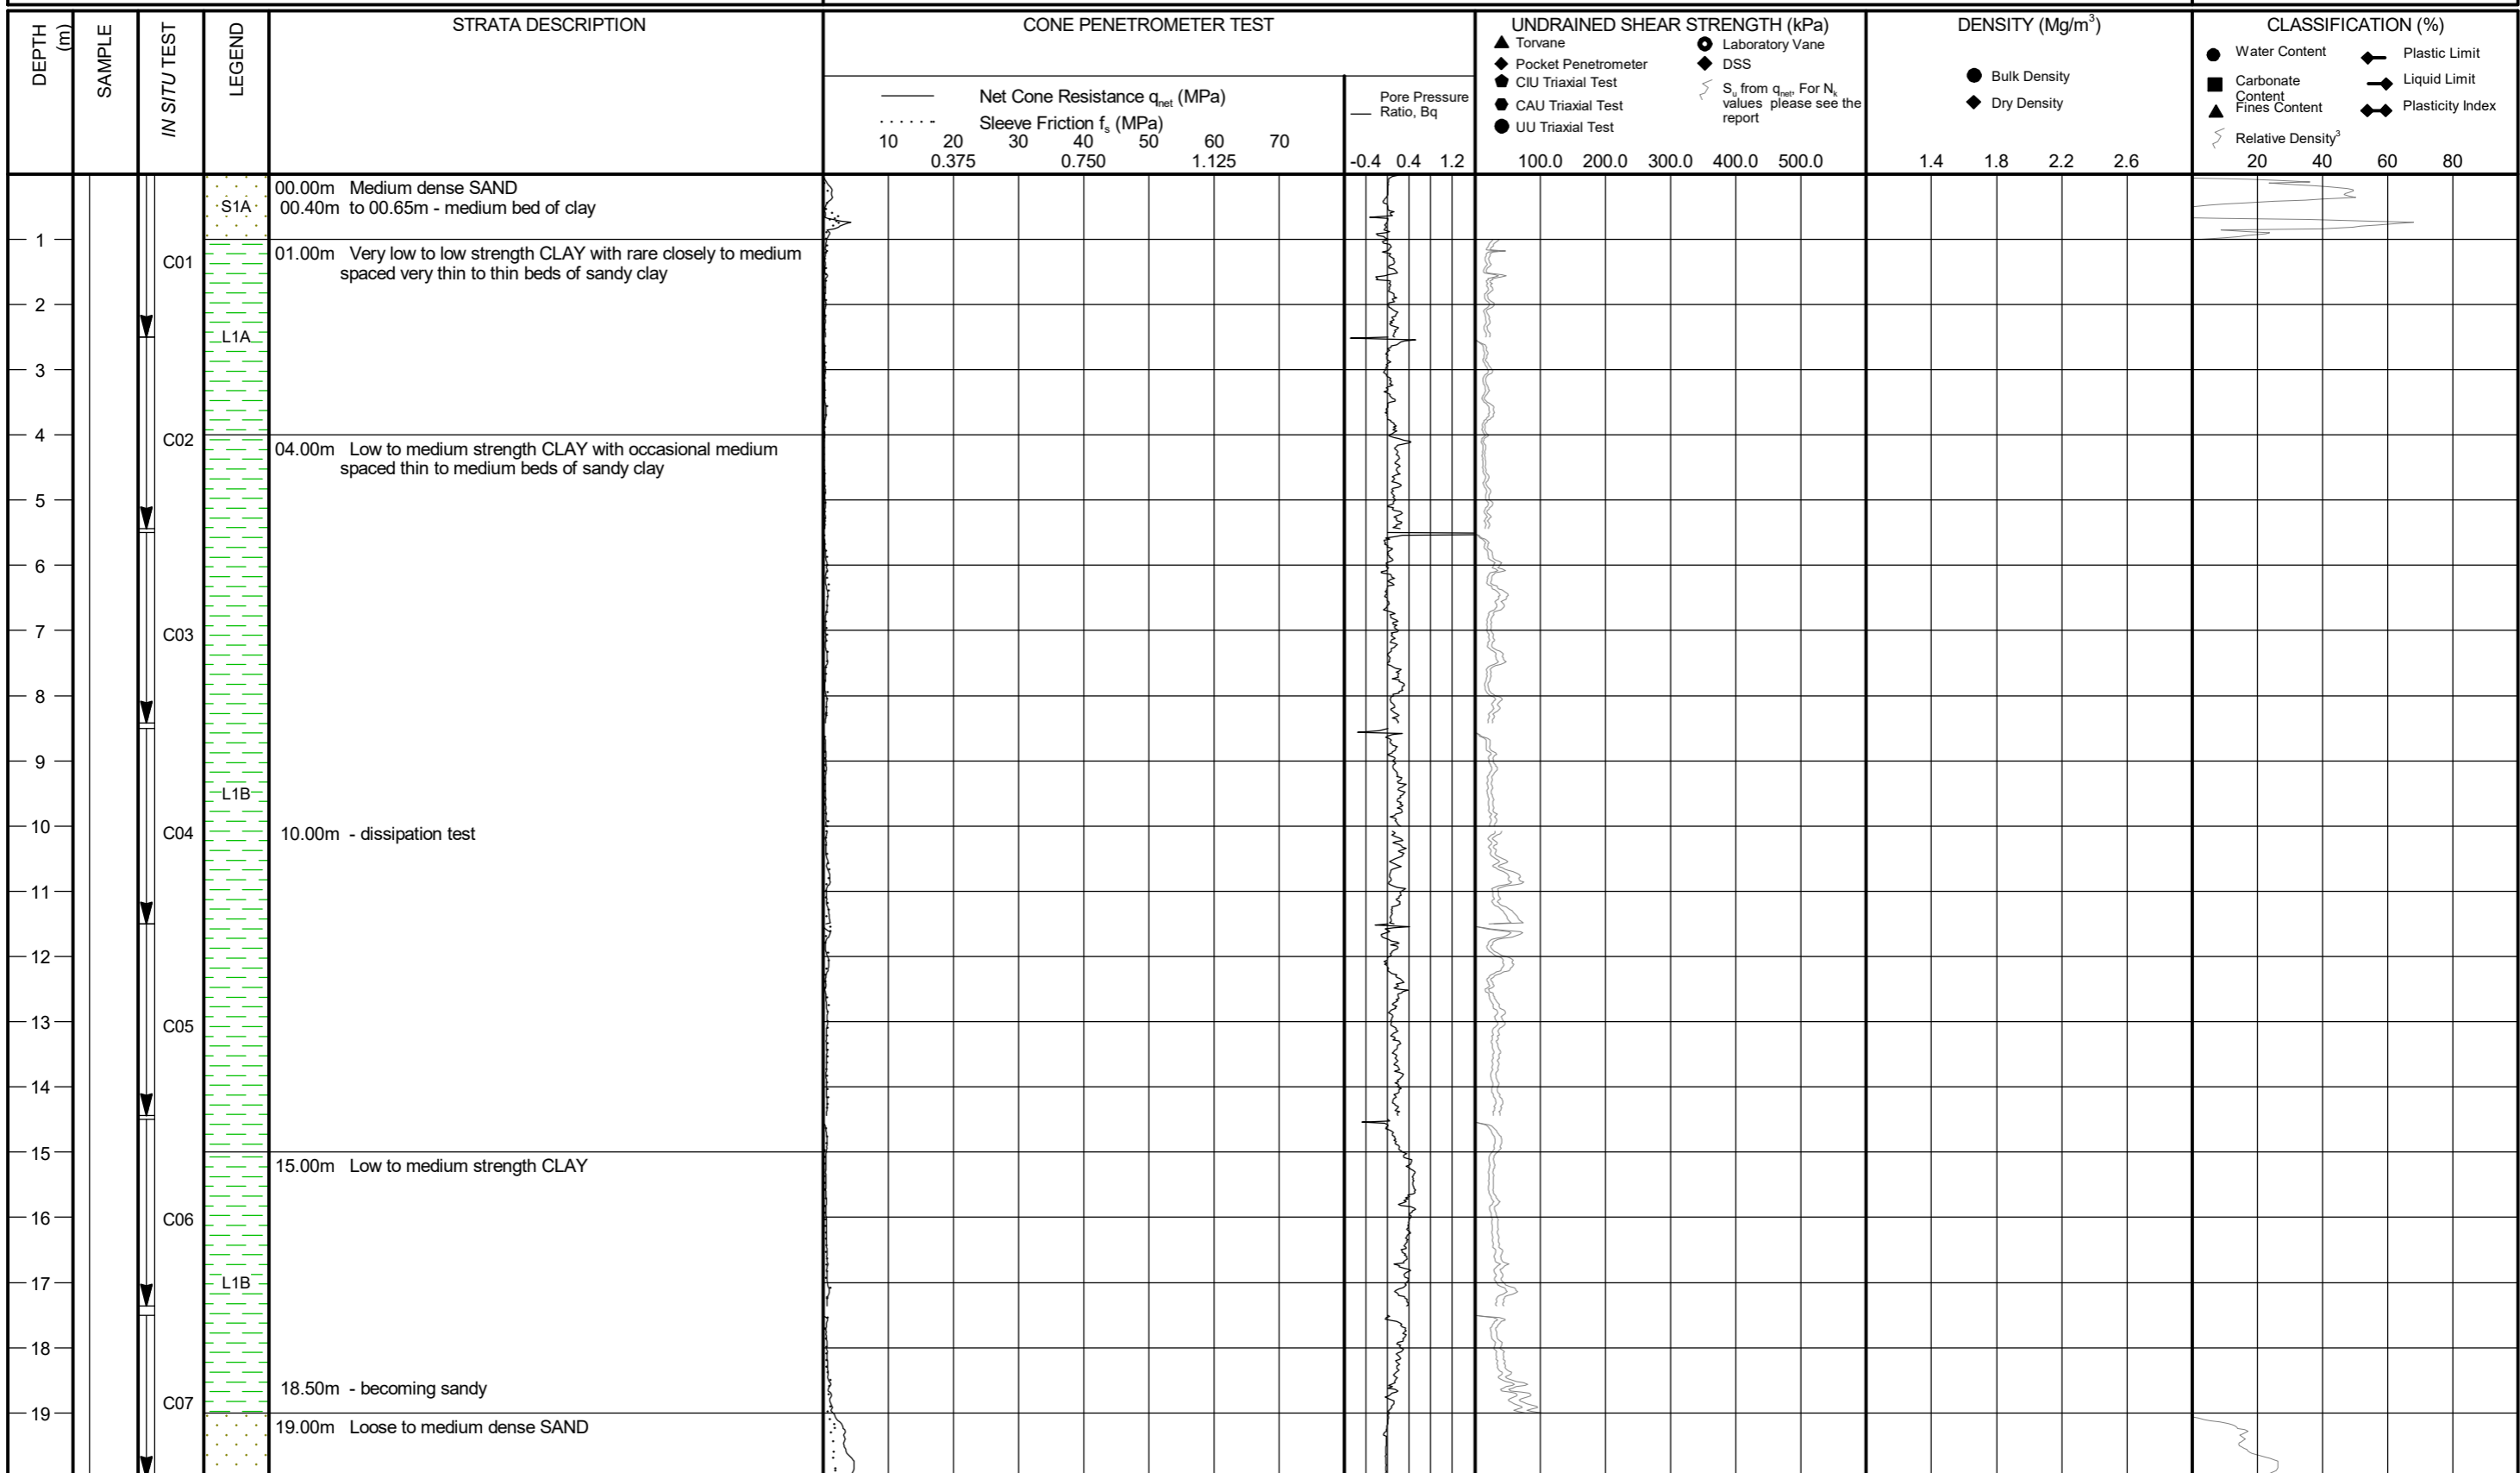 DEPTH (m)
SAMPLE
IN SITU TEST
LEGEND
STRATA DESCRIPTION
CONE PENETROMETER TEST
Net Cone Resistance qnet (MPa)
Sleeve Friction fs (MPa)
10 20 30 40 50 60 70
0.375 0.750 1.125
Pore Pressure
Ratio, Bq
-0.4 0.4 1.2
UNDRAINED SHEAR STRENGTH (kPa)
Torvane
Pocket Penetrometer
CIU Triaxial Test
CAU Triaxial Test
UU Triaxial Test
Laboratory Vane
DSS
Su from qnet, For Nk
values please see the
report
100.0 200.0 300.0 400.0 500.0
DENSITY (Mg/m³)
Bulk Density
Dry Density
1.4 1.8 2.2 2.6
CLASSIFICATION (%)
Water Content
Carbonate
Content
Fines Content
Relative Density³
Plastic Limit
Liquid Limit
Plasticity Index
20 40 60 80
00.00m Medium dense SAND
S1A 00.40m to 00.65m - medium bed of clay
1
C01 01.00m Very low to low strength CLAY with rare closely to medium
spaced very thin to thin beds of sandy clay
2
L1A
3
4
C02
04.00m Low to medium strength CLAY with occasional medium
spaced thin to medium beds of sandy clay
5
6
7
C03
8
9
L1B
10
C04 10.00m - dissipation test
11
12
13
C05
14
15
15.00m Low to medium strength CLAY
16
C06
17
L1B
18
18.50m - becoming sandy
C07
19
19.00m Loose to medium dense SAND